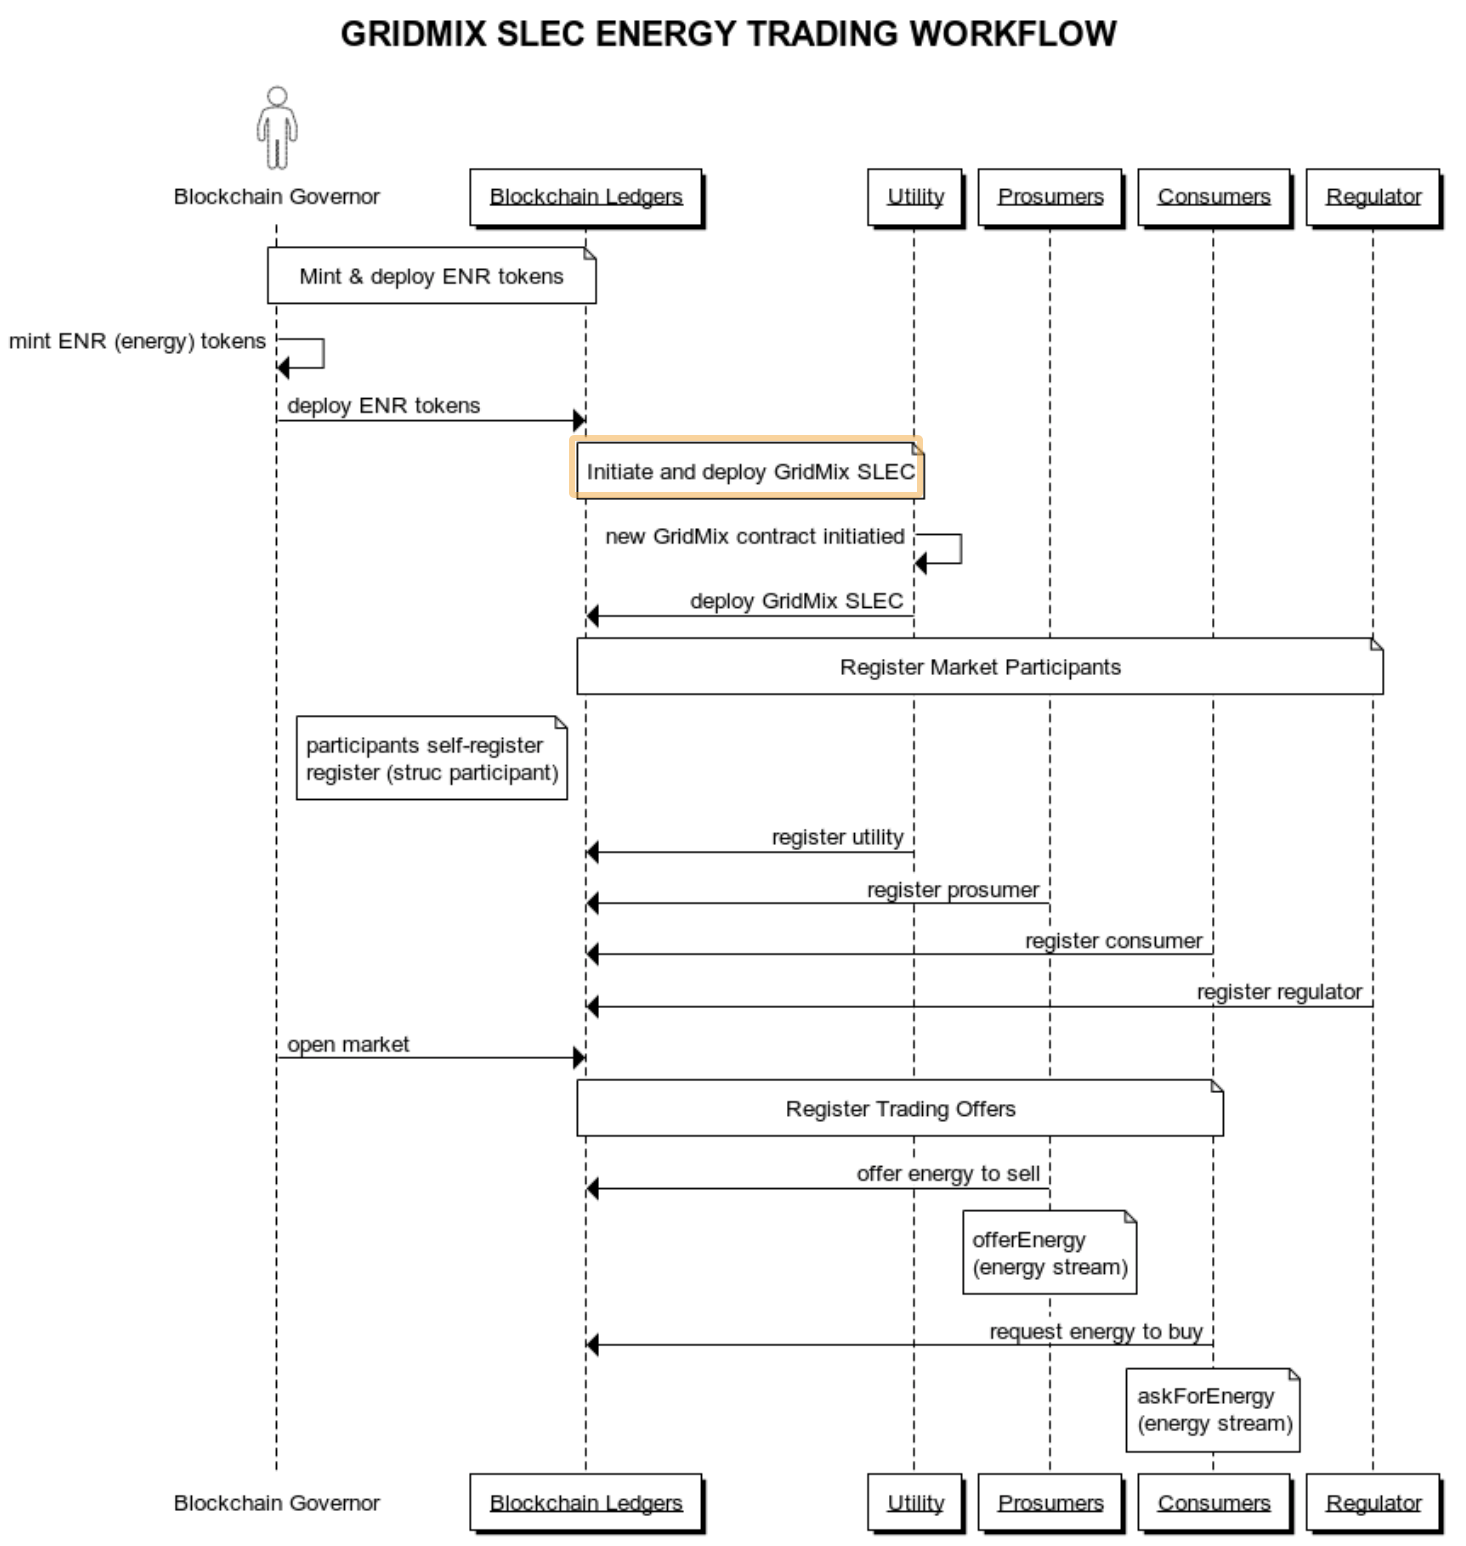 GRIDMIX SLEC ENERGY TRADING WORKFLOW
Blockchain Governor
Blockchain Ledgers
Utility
Prosumers
Consumers
Regulator
Mint & deploy ENR tokens
mint ENR (energy) tokens
deploy ENR tokens
Initiate and deploy GridMix SLEC
new GridMix contract initiatied
deploy GridMix SLEC
Register Market Participants
participants self-register
register (struc participant)
register utility
register prosumer
register consumer
register regulator
open market
Register Trading Offers
offer energy to sell
offerEnergy
(energy stream)
request energy to buy
askForEnergy
(energy stream)
Blockchain Governor
Blockchain Ledgers
Utility
Prosumers
Consumers
Regulator